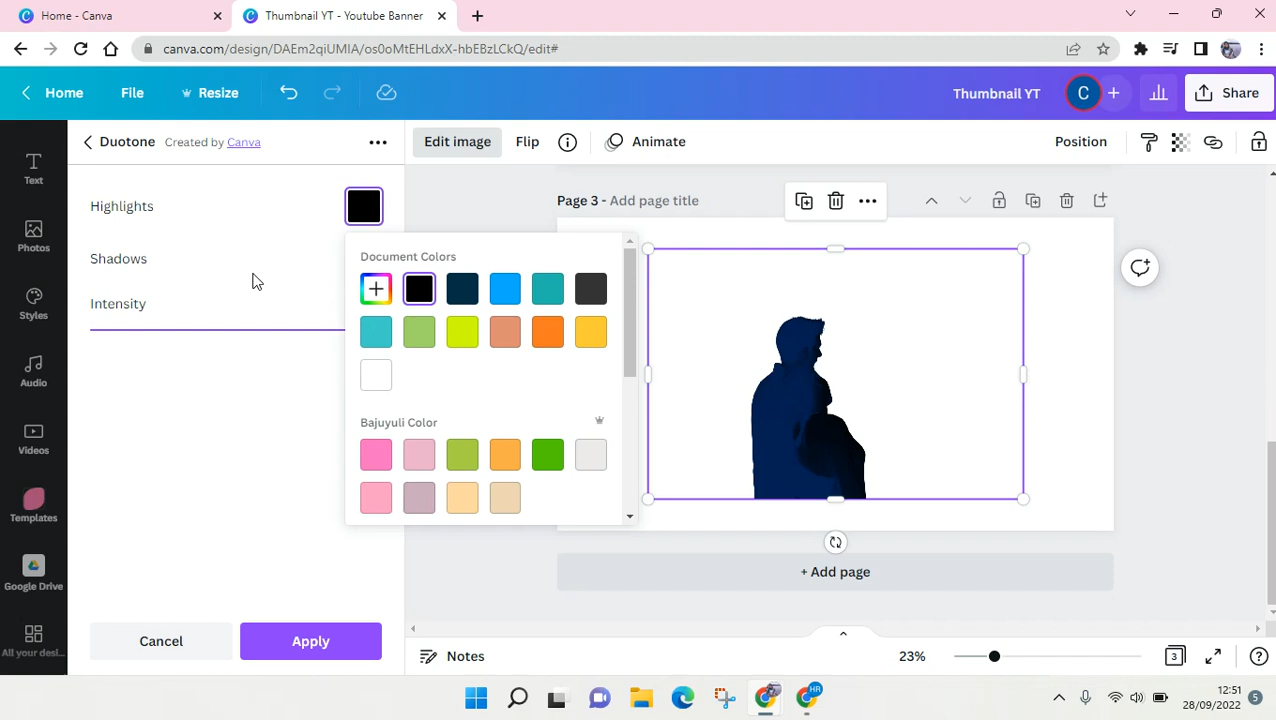 Home - Canva
Thumbnail YT - Youtube Banner
canva.com/design/DAEm2qiUMIA/os0oMtEHLdxX-hbEBzLCkQ/edit#
Home
File
Resize
Thumbnail YT
C
Share
Text
Photos
Styles
Audio
Videos
Templates
Google Drive
All your desi...
Duotone
Created by Canva
Highlights
Shadows
Intensity
Cancel
Apply
Edit image
Flip
Animate
Position
Document Colors
Bajuyuli Color
Page 3 - Add page title
+ Add page
Notes
23%
3
HR
12:51
28/09/2022
5